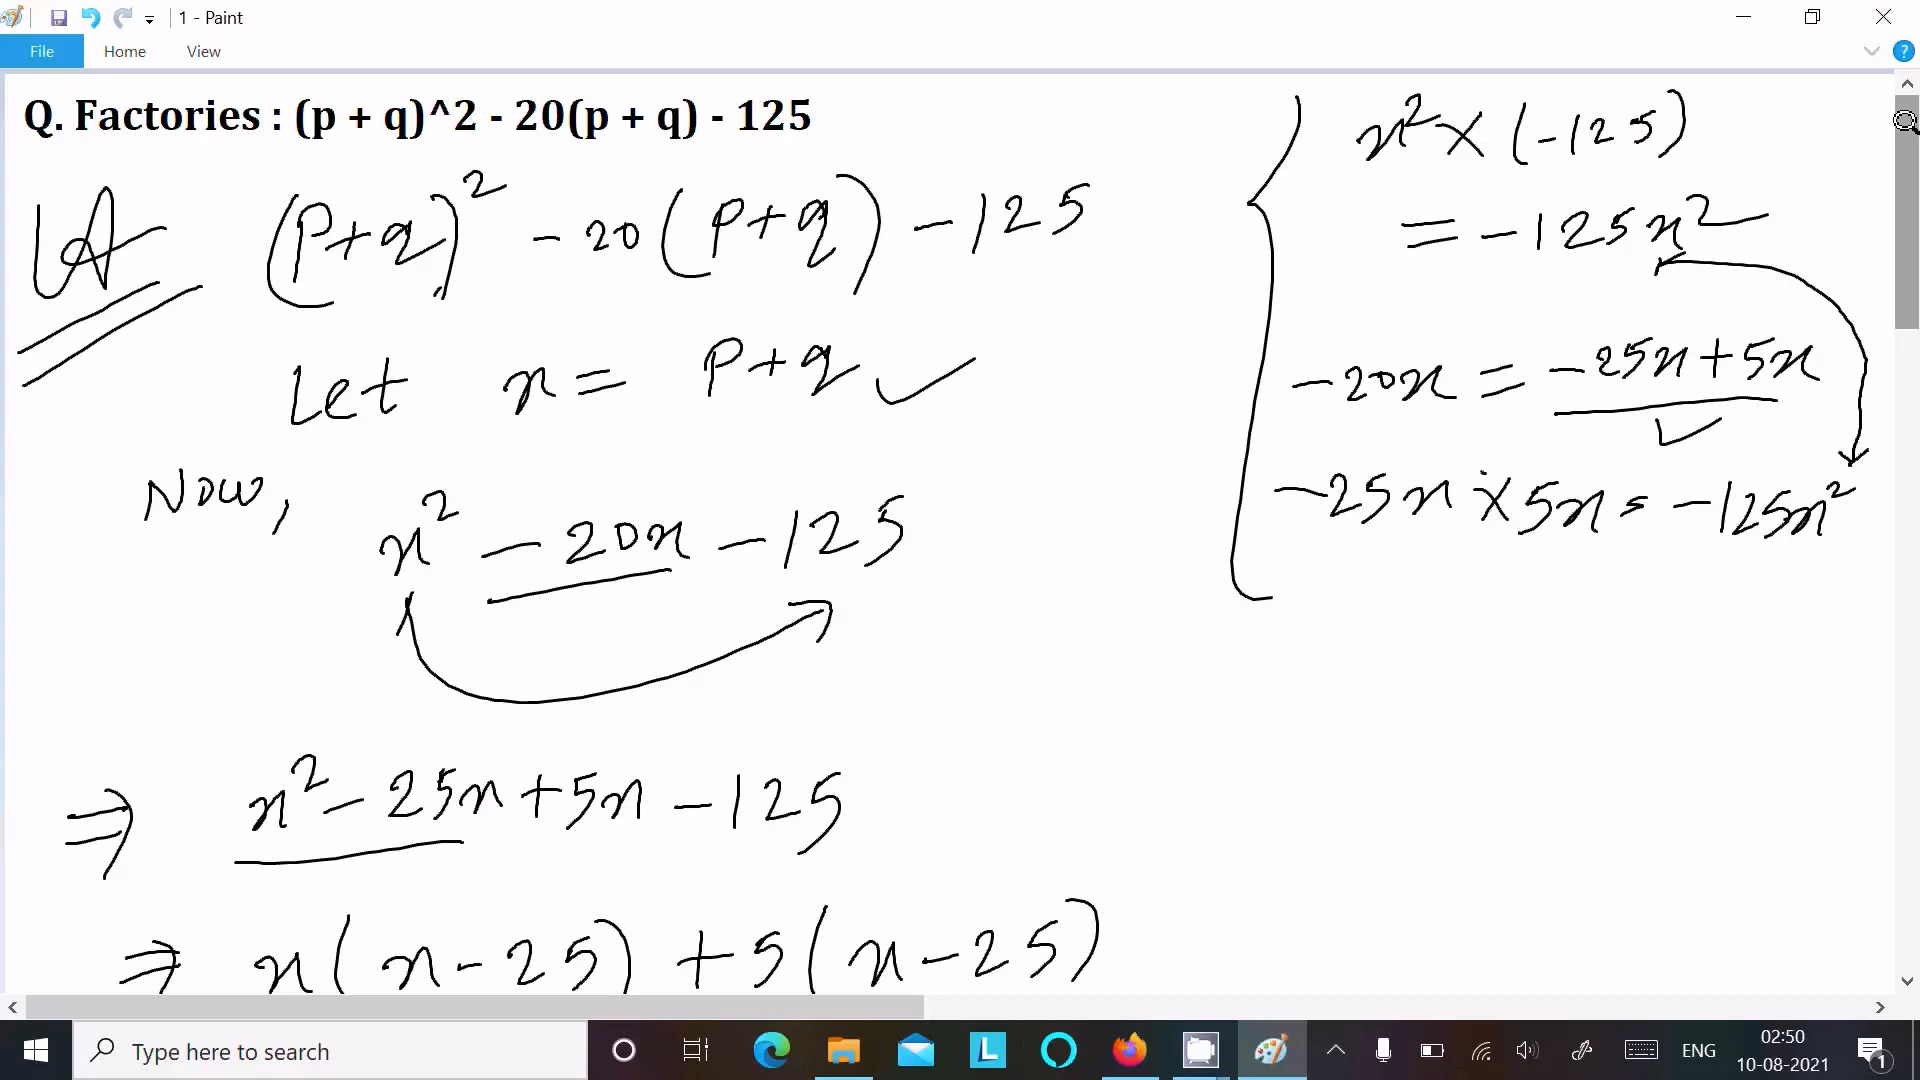 1 - Paint
File Home View
Q. Factories : (p + q)^2 - 20(p + q) - 125
A
(p+q)² - 20(p+q) - 125
Let x = p+q ✓
Now,
x² - 20x - 125
⇒ x² - 25x + 5x - 125
⇒ x(x - 25) + 5(x - 25)
x² × (-125)
= -125x²
-20x = -25x + 5x
✓
-25x × 5x = -125x²
Type here to search
L
ENG
02:50
10-08-2021
1